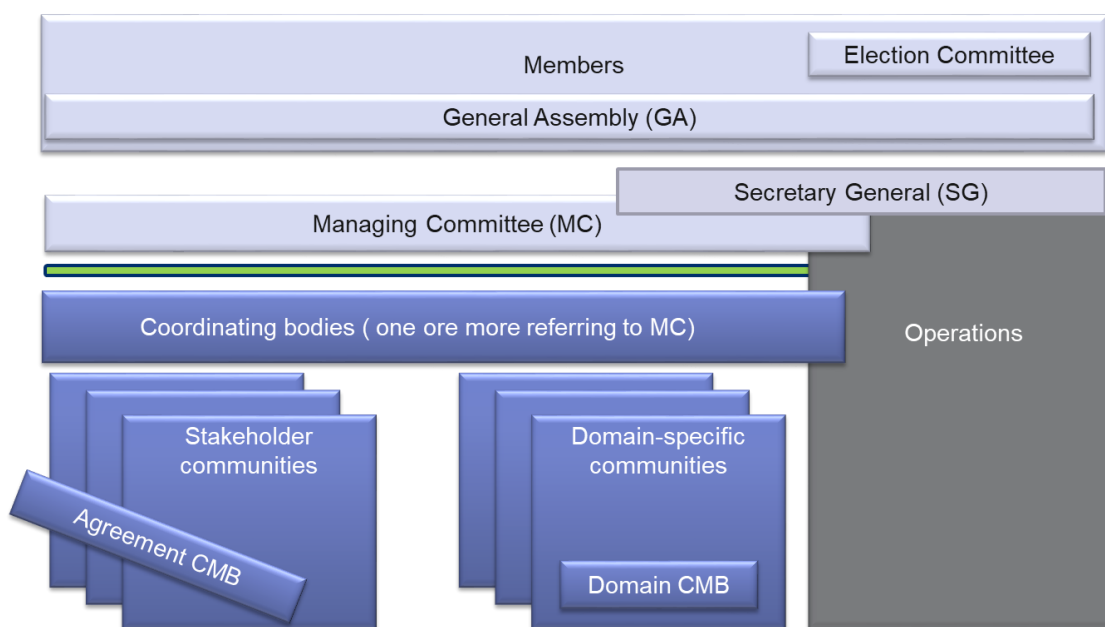 Election Committee
Members
General Assembly (GA)
Secretary General (SG)
Managing Committee (MC)
Coordinating bodies ( one ore more referring to MC)
Operations
Stakeholder
communities
Domain-specific
communities
Agreement CMB
Domain CMB